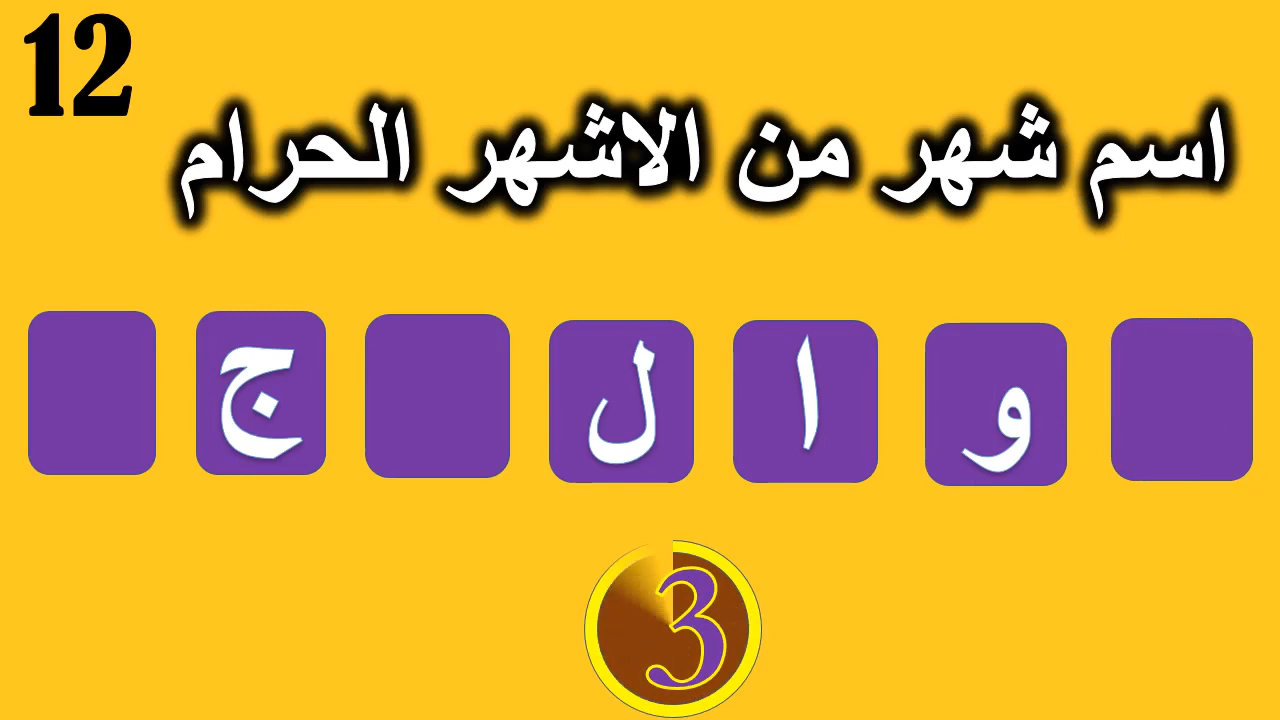 12
اسم شهر من الاشهر الحرام
و ا ل ج
3